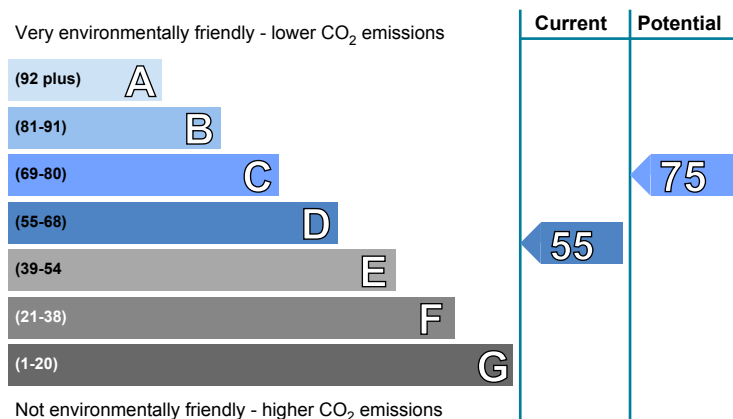 Very environmentally friendly - lower CO2 emissions
Current
Potential
(92 plus) A
(81-91) B
(69-80) C
75
(55-68) D
55
(39-54 E
(21-38) F
(1-20) G
Not environmentally friendly - higher CO2 emissions